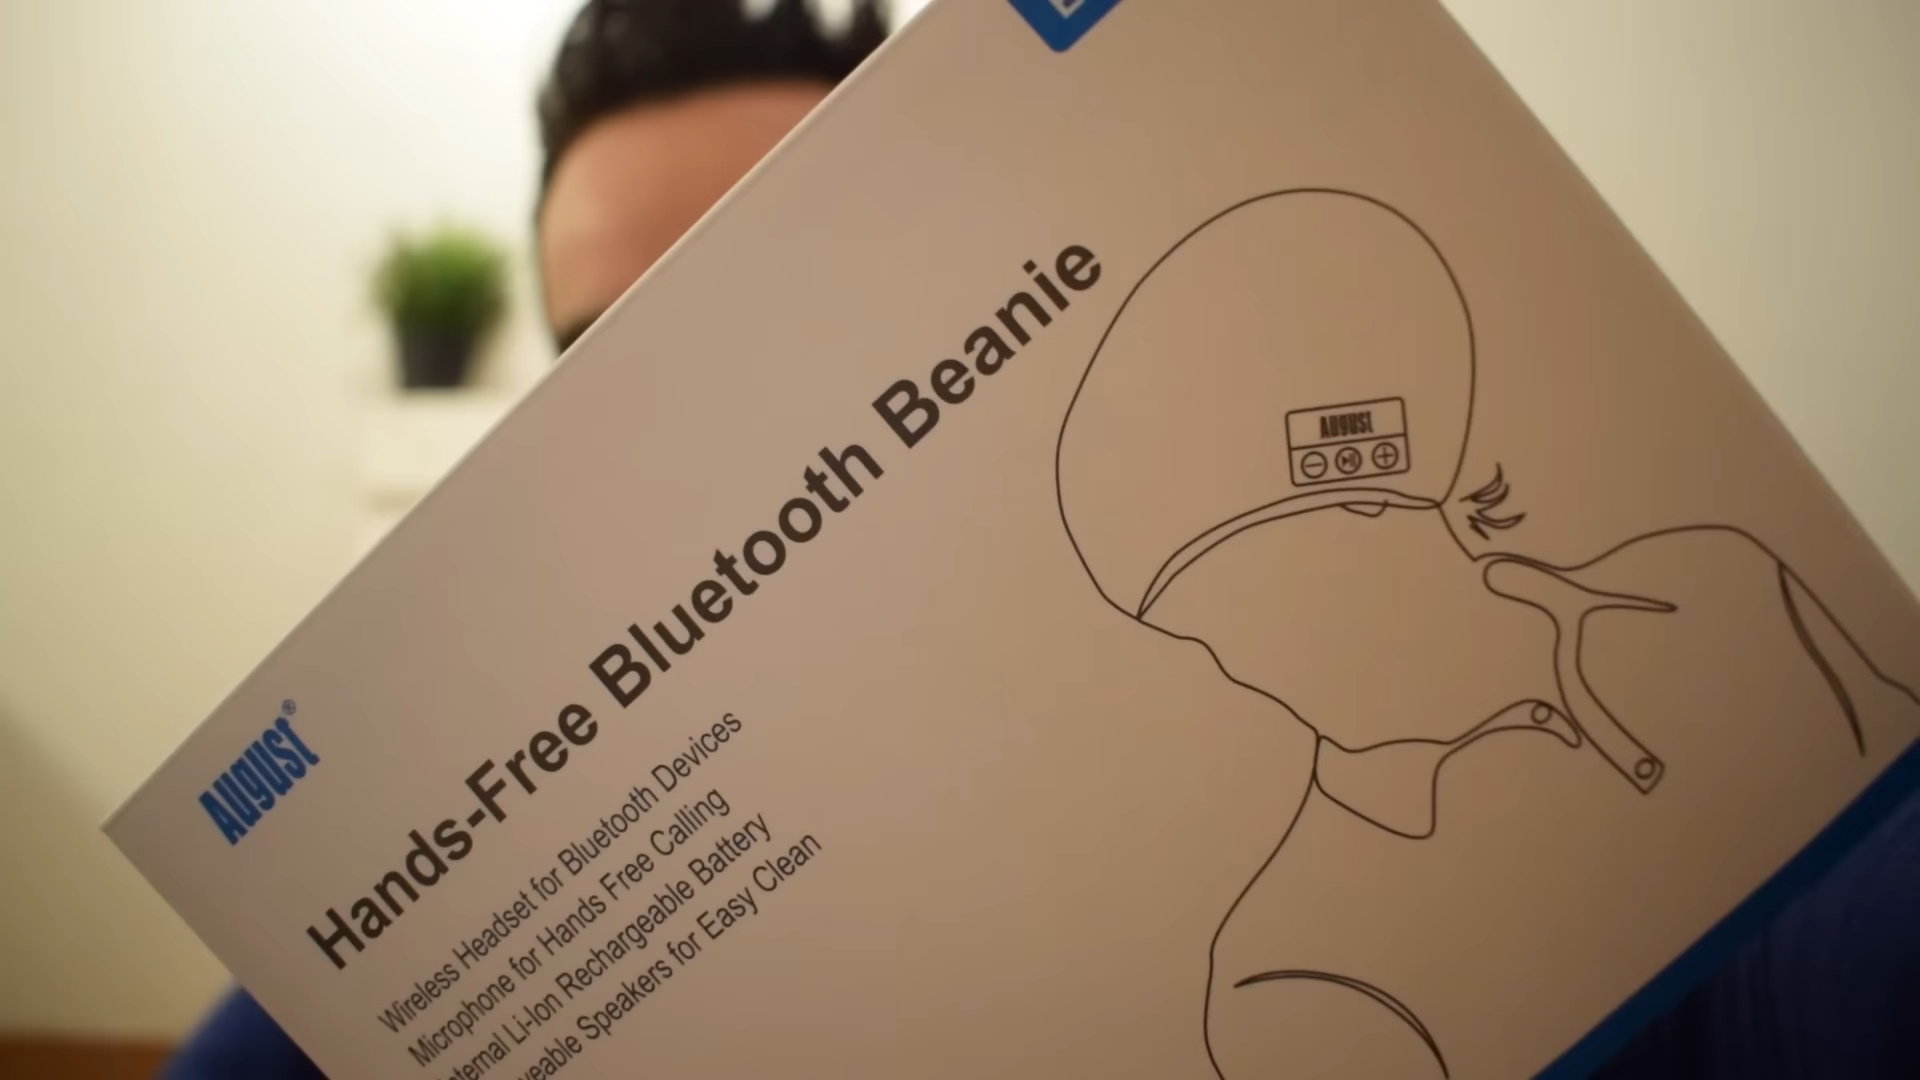 August®
Hands-Free Bluetooth Beanie
Wireless Headset for Bluetooth Devices
Microphone for Hands Free Calling
Li-Ion Rechargeable Battery
Speakers for Easy Clean
August